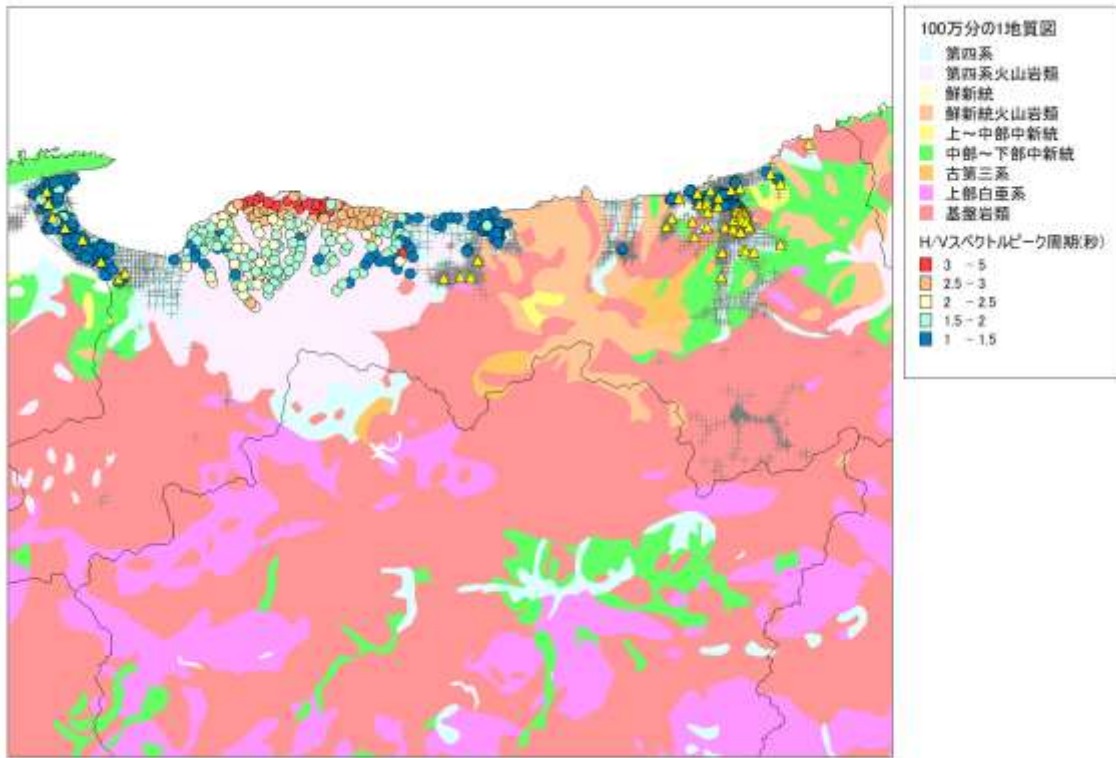 100万分の1地質図
第四系
第四系火山岩類
鮮新統
鮮新統火山岩類
上〜中部中新統
中部〜下部中新統
古第三系
上部白亜系
基盤岩類
H/Vスペクトルピーク周期(秒)
3 - 5
2.5 - 3
2 - 2.5
1.5 - 2
1 - 1.5